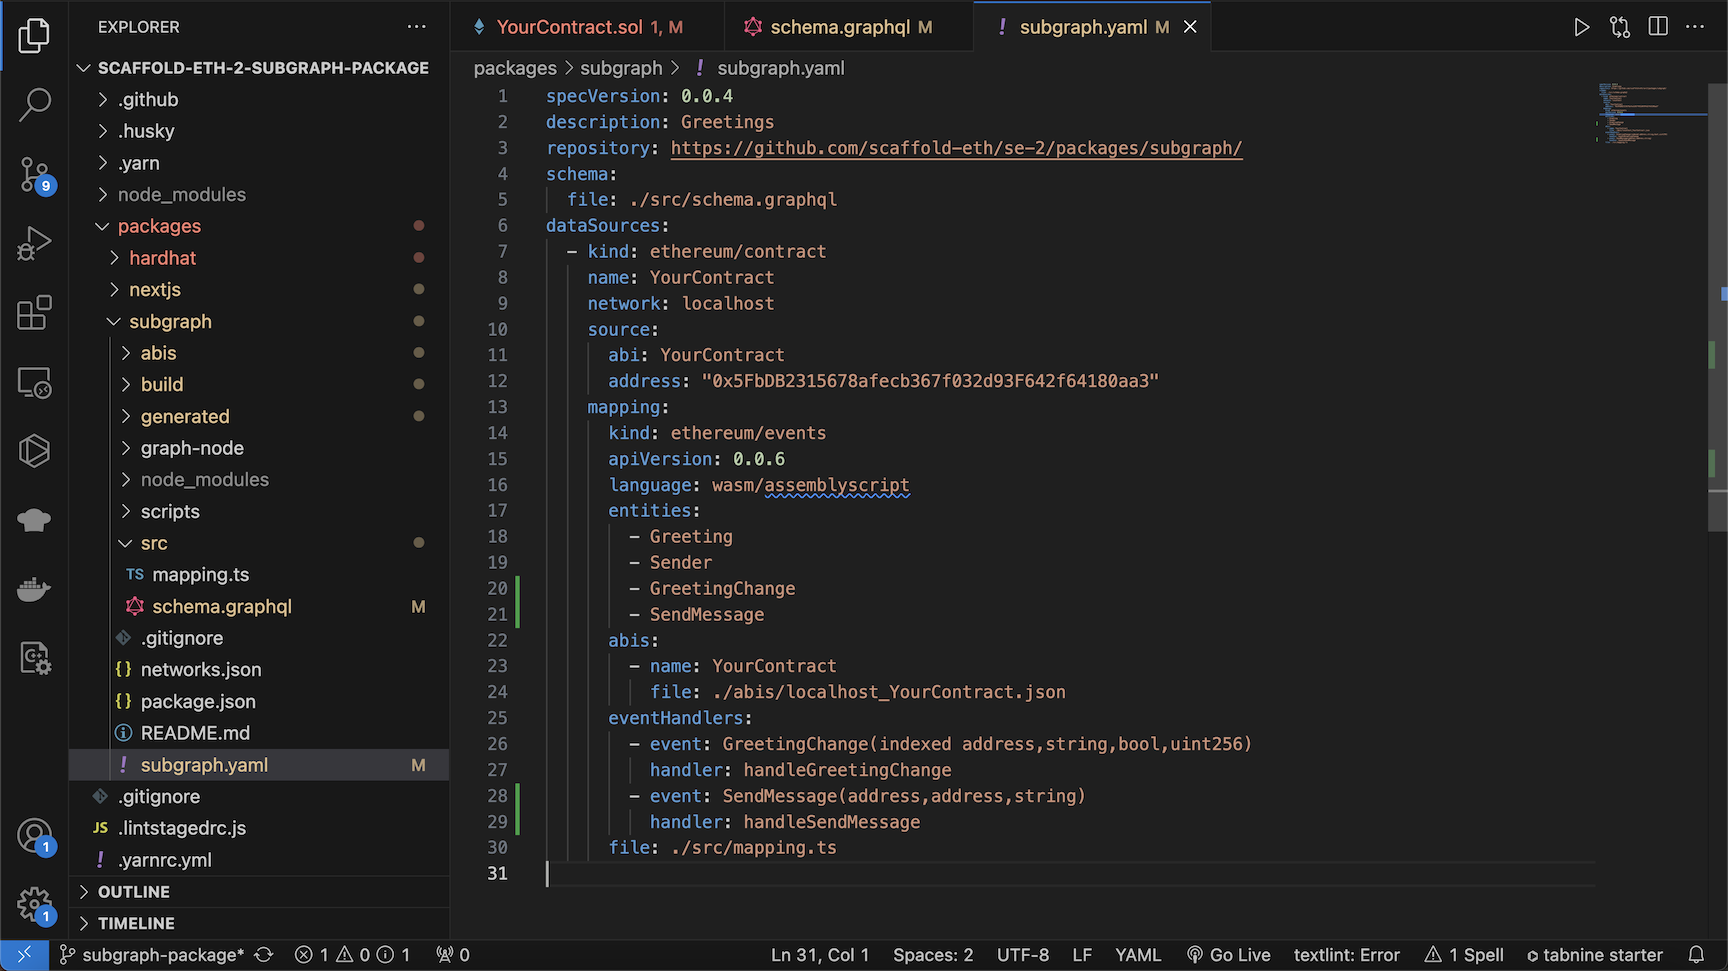 EXPLORER
YourContract.sol 1, M
schema.graphql M
subgraph.yaml M
SCAFFOLD-ETH-2-SUBGRAPH-PACKAGE
.github
.husky
.yarn
node_modules
packages
hardhat
nextjs
subgraph
abis
build
generated
graph-node
node_modules
scripts
src
TS mapping.ts
schema.graphql M
.gitignore
{} networks.json
{} package.json
README.md
! subgraph.yaml M
.gitignore
JS .lintstagedrc.js
! .yarnrc.yml
OUTLINE
TIMELINE
9
1
1
packages > subgraph > ! subgraph.yaml
1 specVersion: 0.0.4
2 description: Greetings
3 repository: https://github.com/scaffold-eth/se-2/packages/subgraph/
4 schema:
5 file: ./src/schema.graphql
6 dataSources:
7 - kind: ethereum/contract
8 name: YourContract
9 network: localhost
10 source:
11 abi: YourContract
12 address: "0x5FbDB2315678afecb367f032d93F642f64180aa3"
13 mapping:
14 kind: ethereum/events
15 apiVersion: 0.0.6
16 language: wasm/assemblyscript
17 entities:
18 - Greeting
19 - Sender
20 - GreetingChange
21 - SendMessage
22 abis:
23 - name: YourContract
24 file: ./abis/localhost_YourContract.json
25 eventHandlers:
26 - event: GreetingChange(indexed address,string,bool,uint256)
27 handler: handleGreetingChange
28 - event: SendMessage(address,address,string)
29 handler: handleSendMessage
30 file: ./src/mapping.ts
31
subgraph-package* 1 0 1 0 Ln 31, Col 1 Spaces: 2 UTF-8 LF YAML Go Live textlint: Error 1 Spell tabnine starter